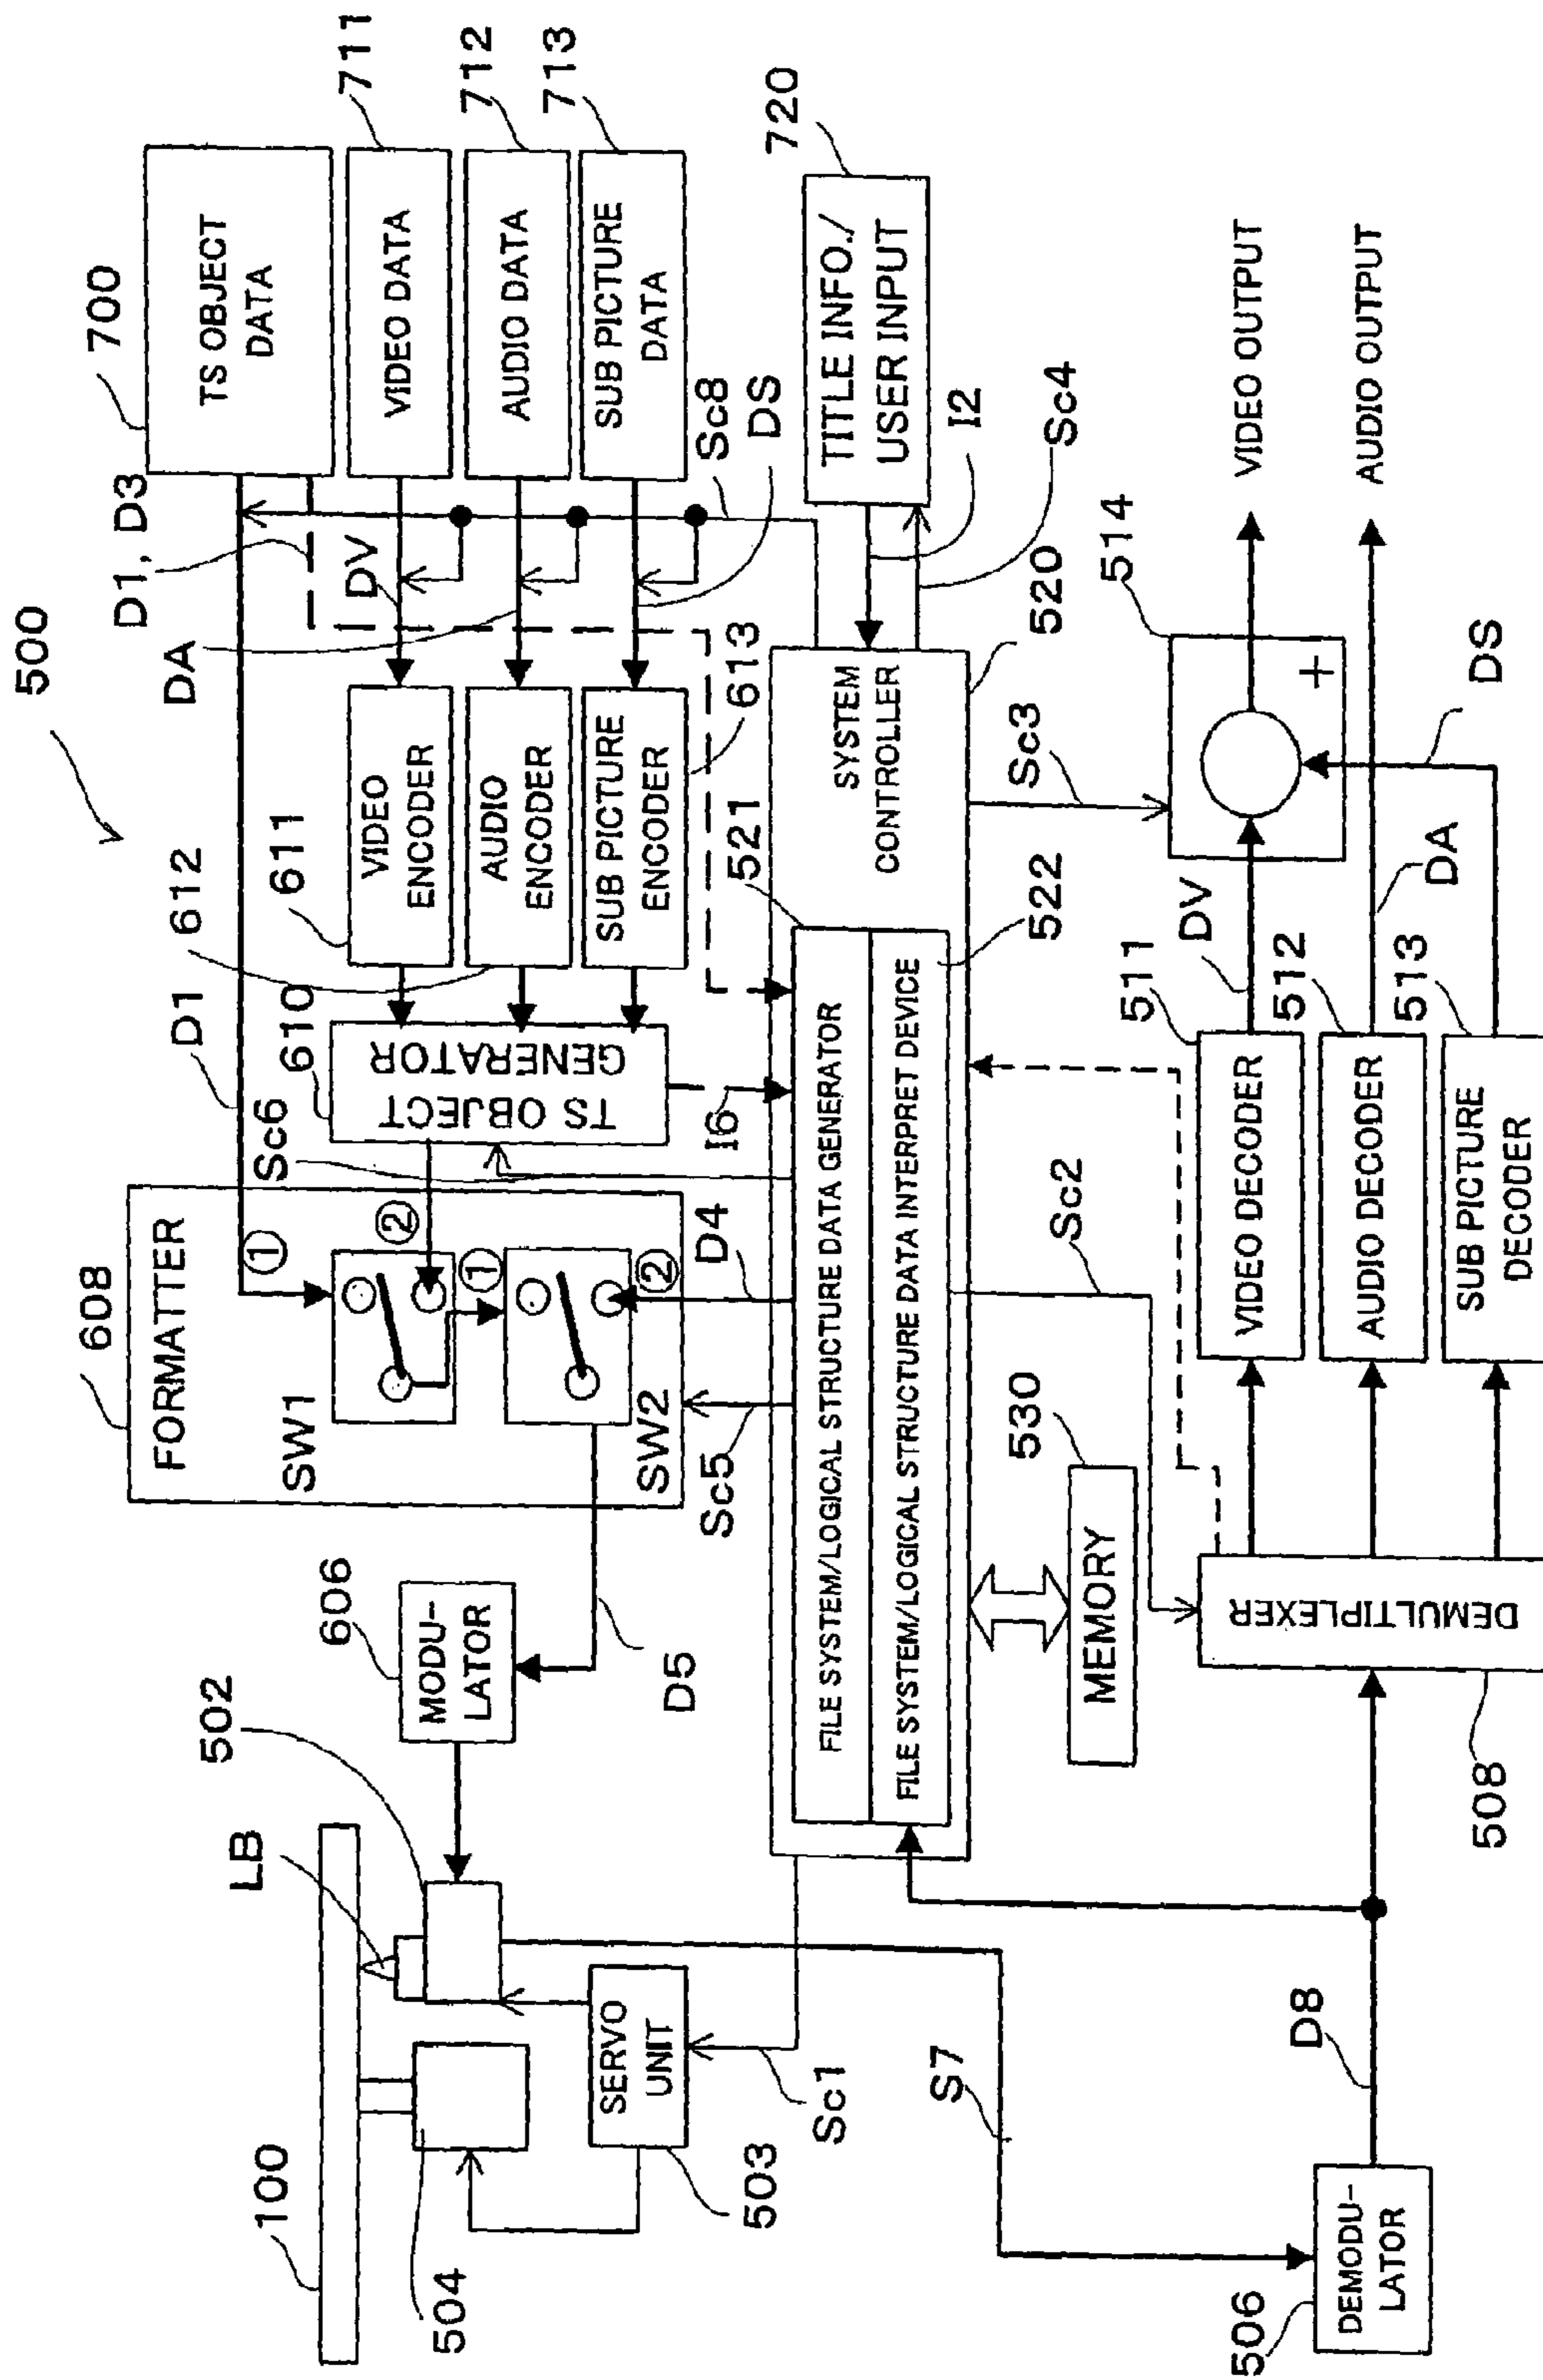 500
700
TS OBJECT
DATA
D1, D3
711
VIDEO DATA
712
AUDIO DATA
713
SUB PICTURE
DATA
DV
DA
Sc8
DS
D1
612
611
VIDEO
ENCODER
AUDIO
ENCODER
SUB PICTURE
ENCODER
613
610
TS OBJECT
GENERATOR
Sc6
I6
608
FORMATTER
①
②
SW1
①
②
SW2
D4
Sc5
606
MODU-
LATOR
D5
502
LB
100
504
SERVO
UNIT
503
Sc1
720
TITLE INFO./
USER INPUT
I2
Sc4
520
SYSTEM
CONTROLLER
521
FILE SYSTEM/LOGICAL STRUCTURE DATA GENERATOR
522
FILE SYSTEM/LOGICAL STRUCTURE DATA INTERPRET DEVICE
Sc2
Sc3
530
MEMORY
S7
506
DEMODU-
LATOR
D8
508
DEMULTIPLEXER
511
VIDEO DECODER
512
AUDIO DECODER
513
SUB PICTURE
DECODER
DV
DA
DS
514
+
VIDEO OUTPUT
AUDIO OUTPUT